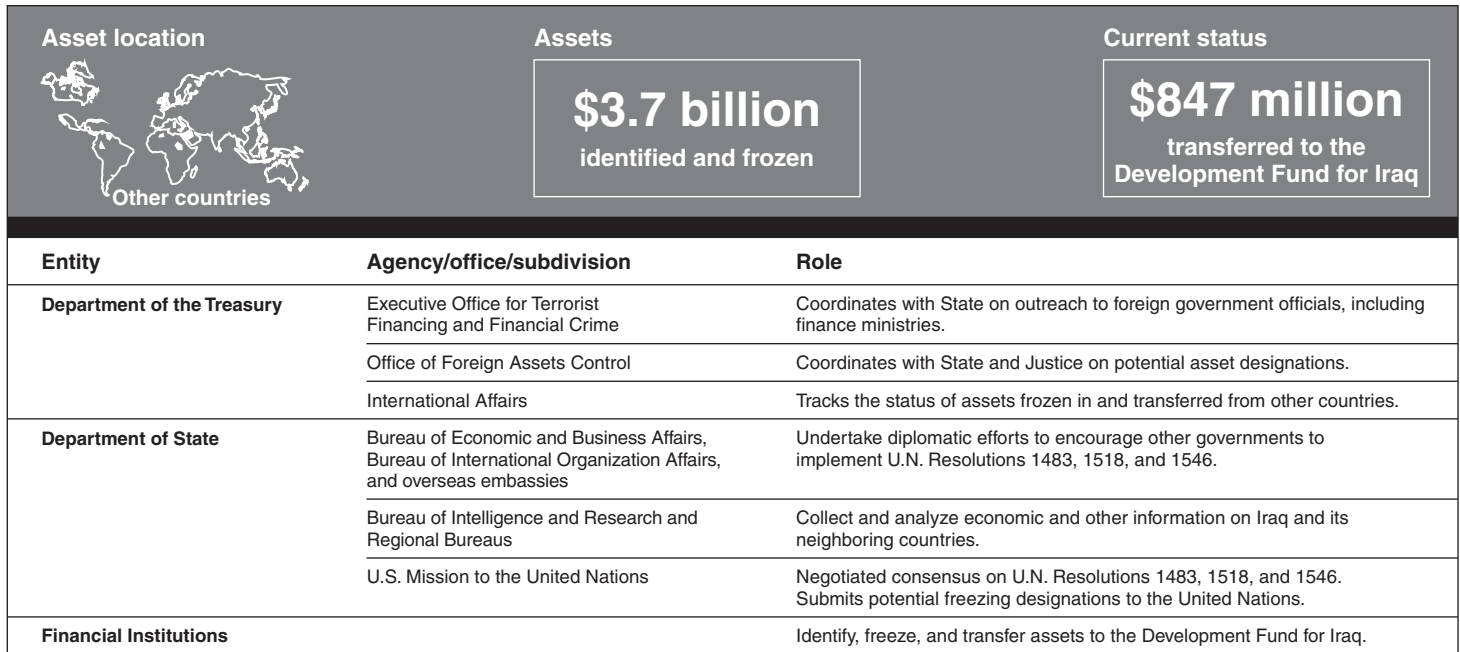 Asset location
Assets
Current status
$3.7 billion
identified and frozen
$847 million
transferred to the
Development Fund for Iraq
Other countries
Entity
Agency/office/subdivision
Role
Department of the Treasury
Executive Office for Terrorist
Financing and Financial Crime
Coordinates with State on outreach to foreign government officials, including
finance ministries.
Office of Foreign Assets Control
Coordinates with State and Justice on potential asset designations.
International Affairs
Tracks the status of assets frozen in and transferred from other countries.
Department of State
Bureau of Economic and Business Affairs,
Bureau of International Organization Affairs,
and overseas embassies
Undertake diplomatic efforts to encourage other governments to
implement U.N. Resolutions 1483, 1518, and 1546.
Bureau of Intelligence and Research and
Regional Bureaus
Collect and analyze economic and other information on Iraq and its
neighboring countries.
U.S. Mission to the United Nations
Negotiated consensus on U.N. Resolutions 1483, 1518, and 1546.
Submits potential freezing designations to the United Nations.
Financial Institutions
Identify, freeze, and transfer assets to the Development Fund for Iraq.